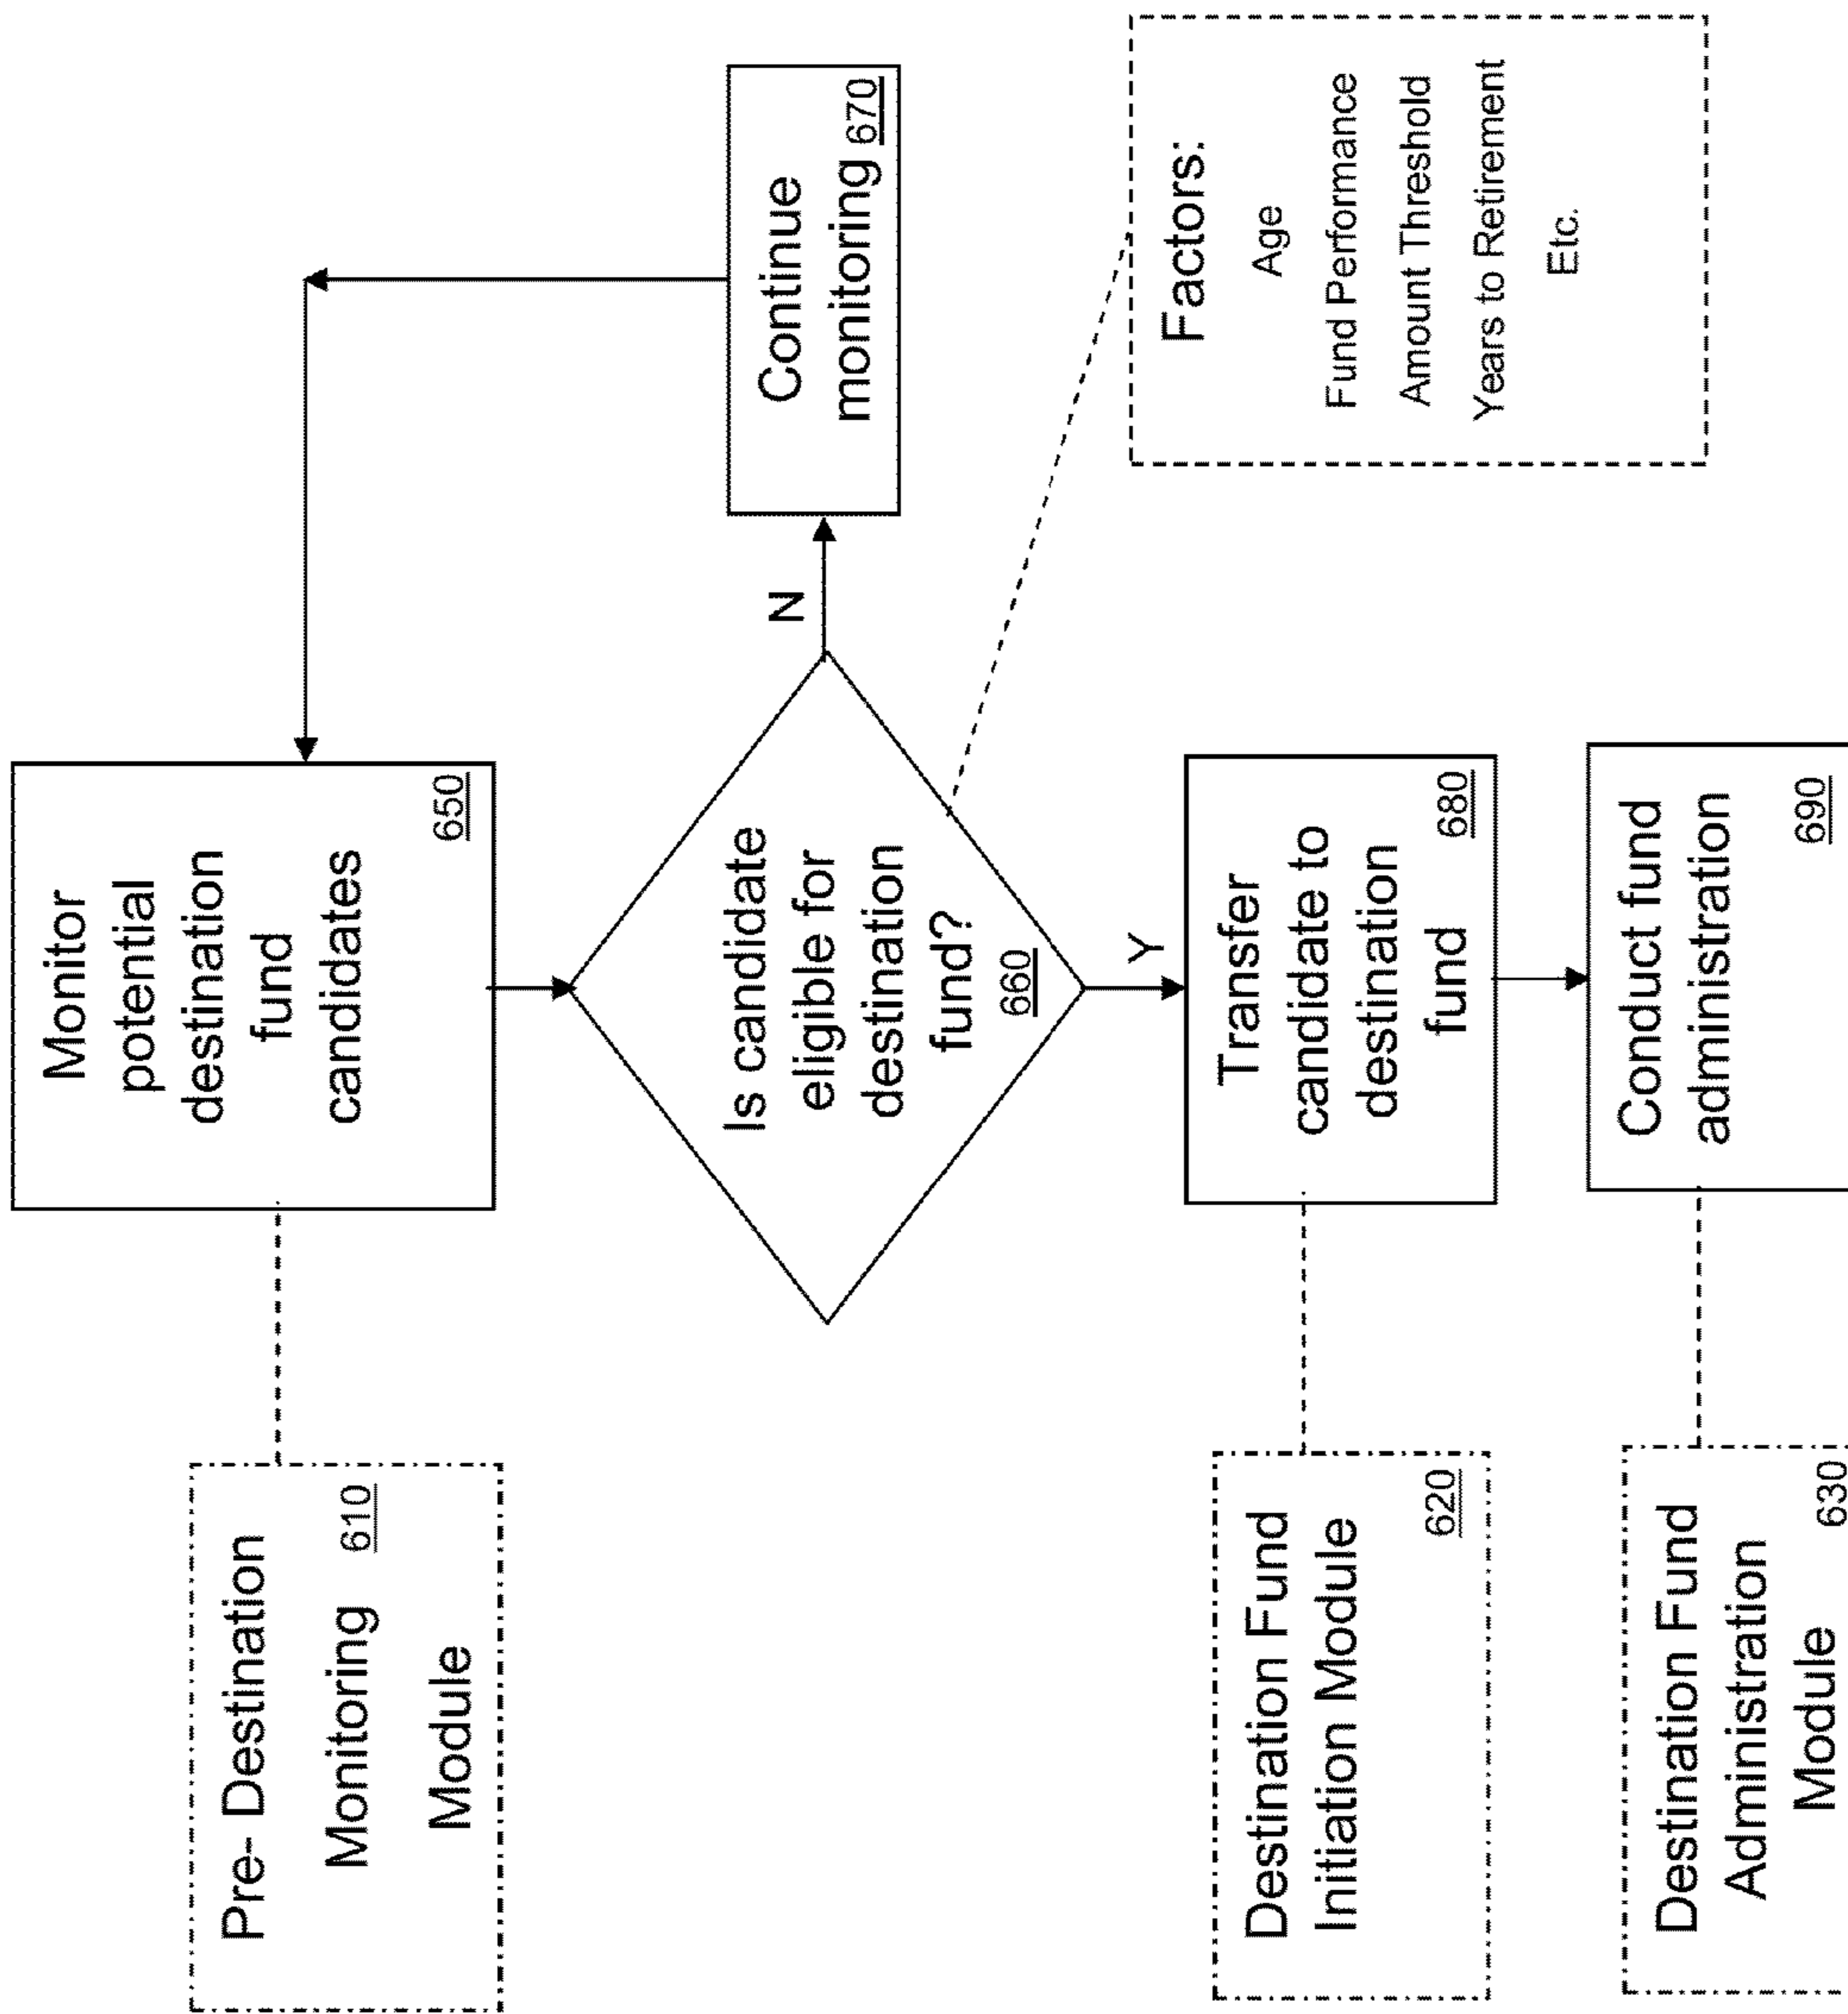 Pre- Destination
Monitoring 610
Module
Monitor
potential
destination
fund
candidates
650
Is candidate
eligible for
destination
fund?
660
N
Continue
monitoring 670
Factors:
Age
Fund Performance
Amount Threshold
Years to Retirement
Etc.
Y
Destination Fund
Initiation Module
620
Transfer
candidate to
destination
fund 680
Destination Fund
Administration
Module 630
Conduct fund
administration
690